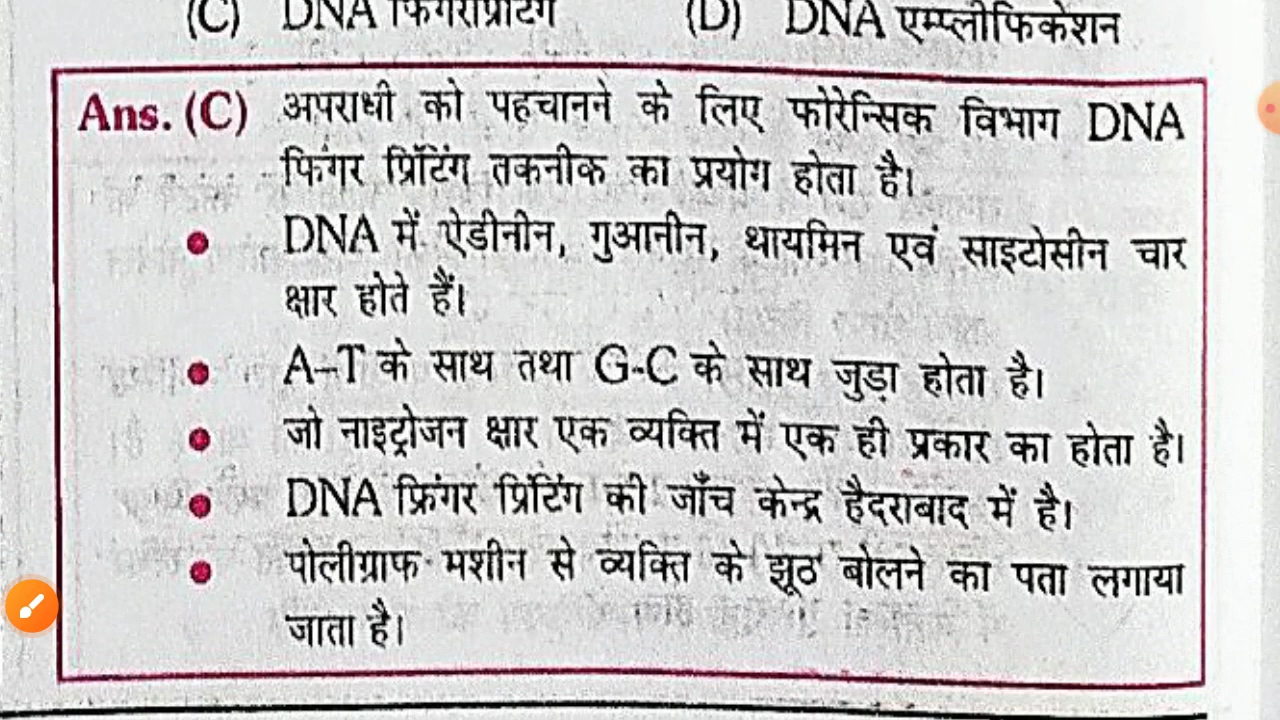 (C) DNA फिंगरप्रिंटिंग (D) DNA एम्प्लीफिकेशन
Ans. (C) अपराधी को पहचानने के लिए फोरेन्सिक विभाग DNA
फिंगर प्रिंटिंग तकनीक का प्रयोग होता है।
• DNA में ऐडीनीन, गुआनीन, थायमिन एवं साइटोसीन चार
क्षार होते हैं।
• A–T के साथ तथा G-C के साथ जुड़ा होता है।
• जो नाइट्रोजन क्षार एक व्यक्ति में एक ही प्रकार का होता है।
• DNA फ्रिंगर प्रिंटिंग की जाँच केन्द्र हैदराबाद में है।
• पोलीग्राफ मशीन से व्यक्ति के झूठ बोलने का पता लगाया
जाता है।